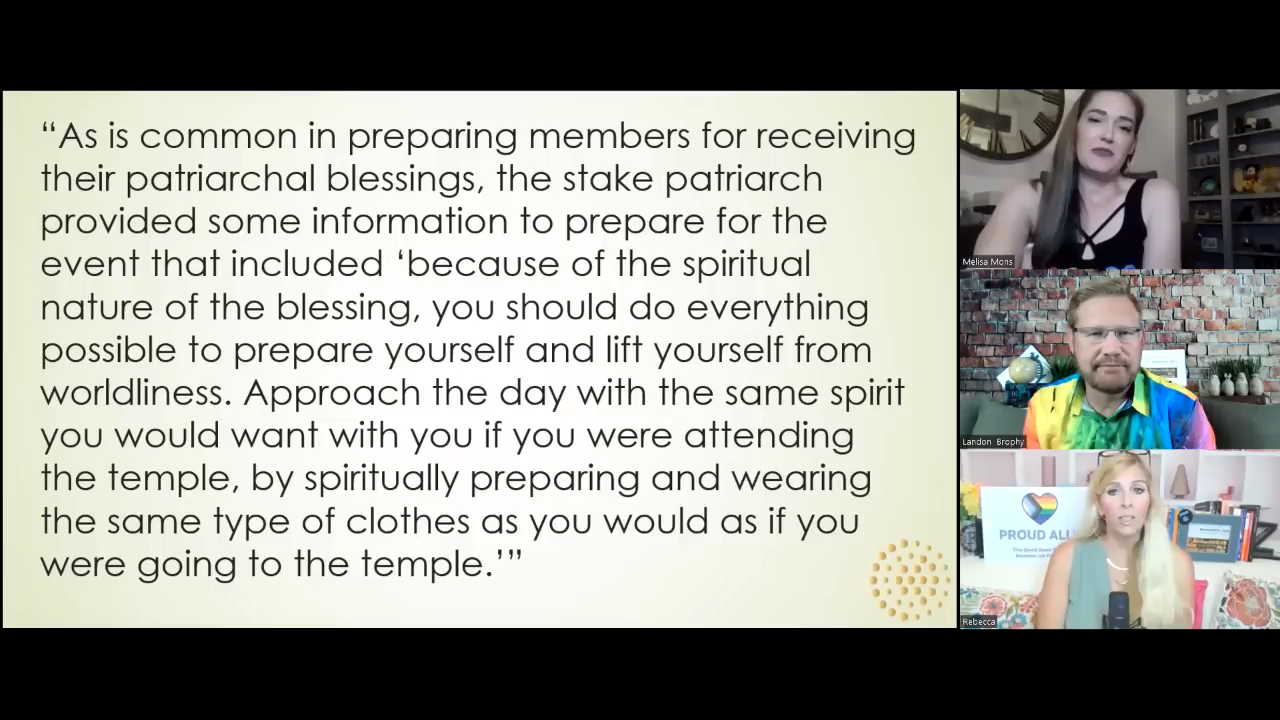 “As is common in preparing members for receiving
their patriarchal blessings, the stake patriarch
provided some information to prepare for the
event that included ‘because of the spiritual
nature of the blessing, you should do everything
possible to prepare yourself and lift yourself from
worldliness. Approach the day with the same spirit
you would want with you if you were attending
the temple, by spiritually preparing and wearing
the same type of clothes as you would as if you
were going to the temple.’”
Melisa Mons
Landon Brophy
PROUD ALLY
Rebecca